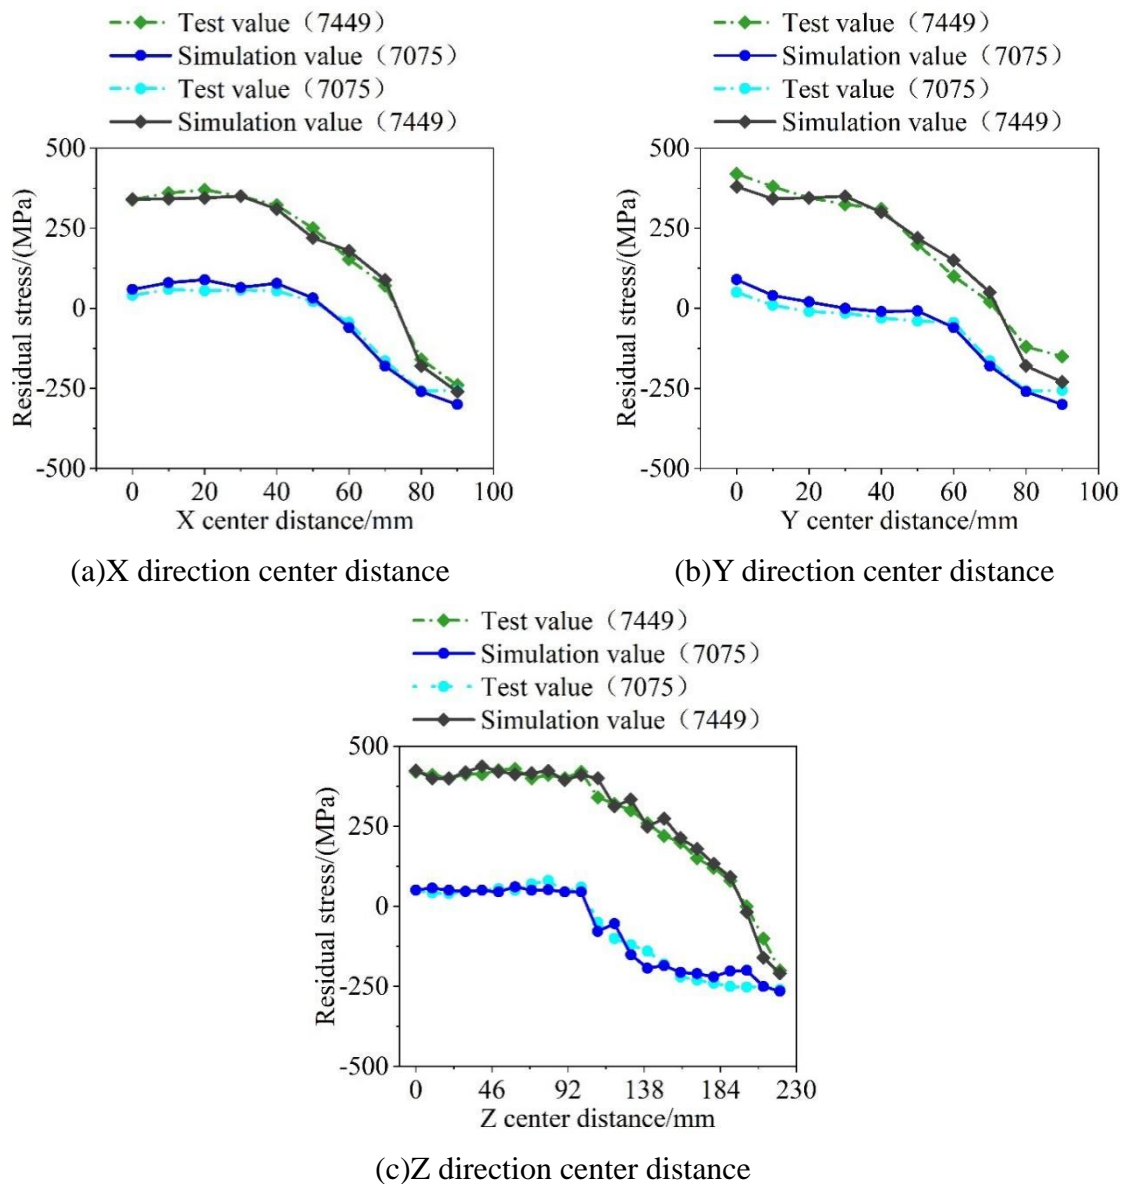 Test value（7449）
Simulation value（7075）
Test value（7075）
Simulation value（7449）
500
250
0
-250
-500
Residual stress/(MPa)
0 20 40 60 80 100
X center distance/mm
(a)X direction center distance
Test value（7449）
Simulation value（7075）
Test value（7075）
Simulation value（7449）
500
250
0
-250
-500
Residual stress/(MPa)
0 20 40 60 80 100
Y center distance/mm
(b)Y direction center distance
Test value（7449）
Simulation value（7075）
Test value（7075）
Simulation value（7449）
500
250
0
-250
-500
Residual stress/(MPa)
0 46 92 138 184 230
Z center distance/mm
(c)Z direction center distance